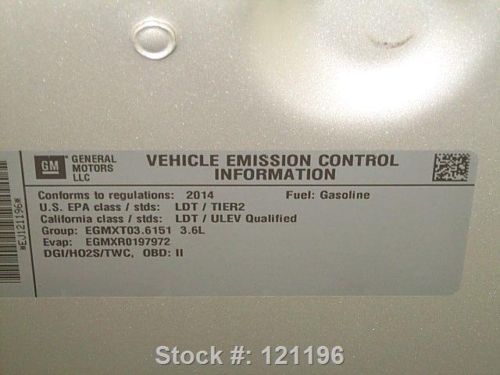 GM
GENERAL
MOTORS
LLC
VEHICLE EMISSION CONTROL
INFORMATION
Conforms to regulations: 2014 Fuel: Gasoline
U.S. EPA class / stds: LDT / TIER2
California class / stds: LDT / ULEV Qualified
Group: EGMXT03.6151 3.6L
Evap: EGMXR0197972
DGI/HO2S/TWC, OBD: II
*EJ121196*
Stock #: 121196